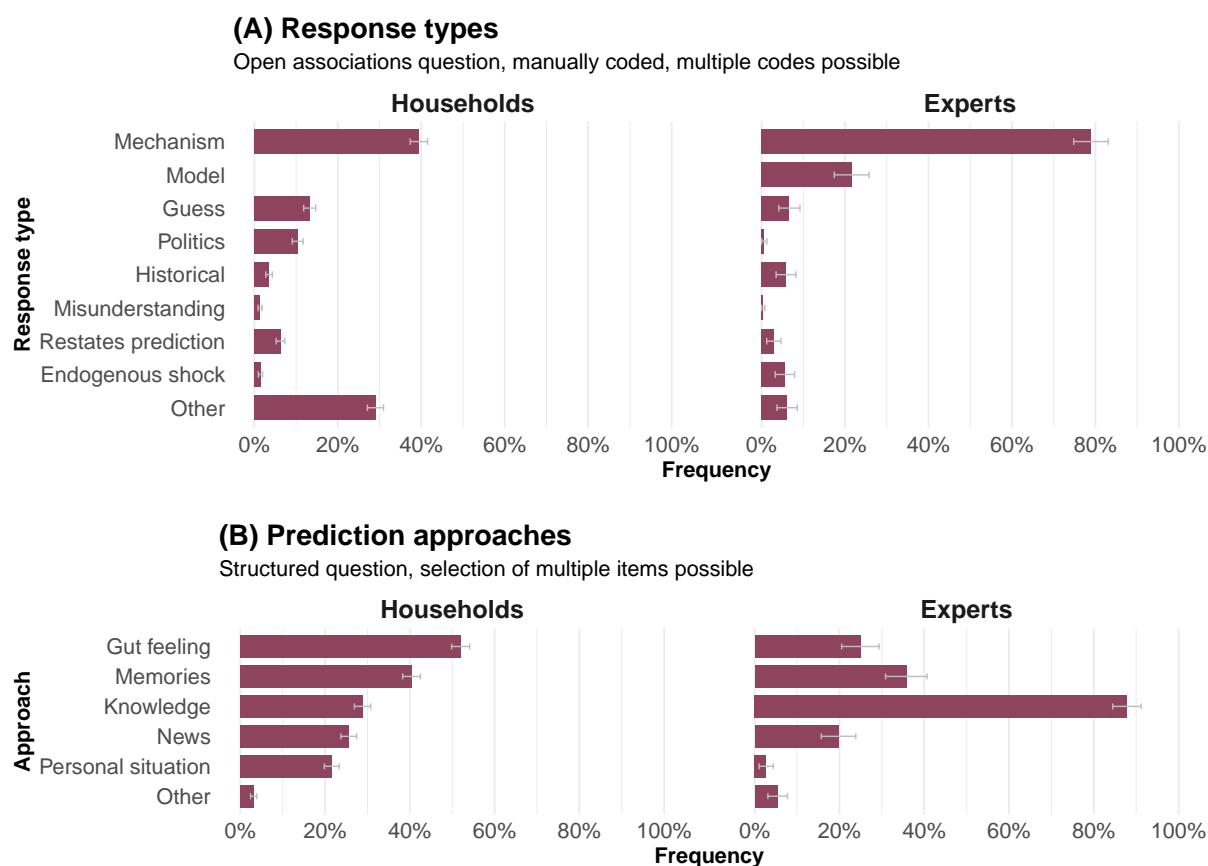 (A) Response types
Open associations question, manually coded, multiple codes possible
Households Experts
Response type
Mechanism
Model
Guess
Politics
Historical
Misunderstanding
Restates prediction
Endogenous shock
Other
0% 20% 40% 60% 80% 100% 0% 20% 40% 60% 80% 100%
Frequency
(B) Prediction approaches
Structured question, selection of multiple items possible
Households Experts
Approach
Gut feeling
Memories
Knowledge
News
Personal situation
Other
0% 20% 40% 60% 80% 100% 0% 20% 40% 60% 80% 100%
Frequency